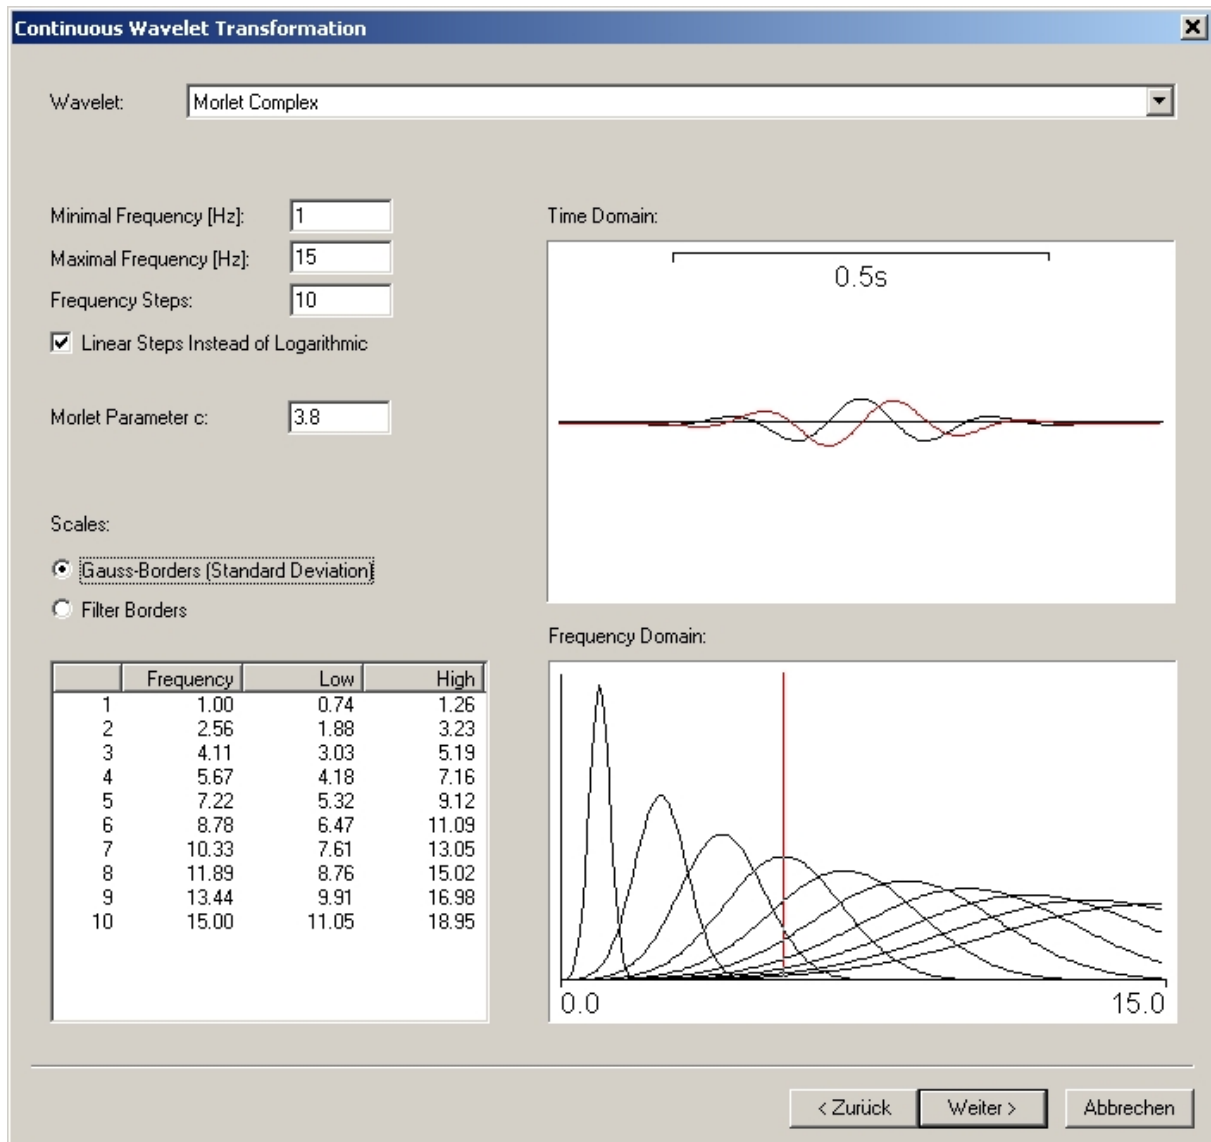 Continuous Wavelet Transformation
Wavelet: Morlet Complex
Minimal Frequency [Hz]: 1
Maximal Frequency [Hz]: 15
Frequency Steps: 10
Linear Steps Instead of Logarithmic
Morlet Parameter c: 3.8
Scales:
Gauss-Borders (Standard Deviation)
Filter Borders
Frequency Low High
1 1.00 0.74 1.26
2 2.56 1.88 3.23
3 4.11 3.03 5.19
4 5.67 4.18 7.16
5 7.22 5.32 9.12
6 8.78 6.47 11.09
7 10.33 7.61 13.05
8 11.89 8.76 15.02
9 13.44 9.91 16.98
10 15.00 11.05 18.95
Time Domain:
0.5s
Frequency Domain:
0.0 15.0
< Zurück Weiter > Abbrechen